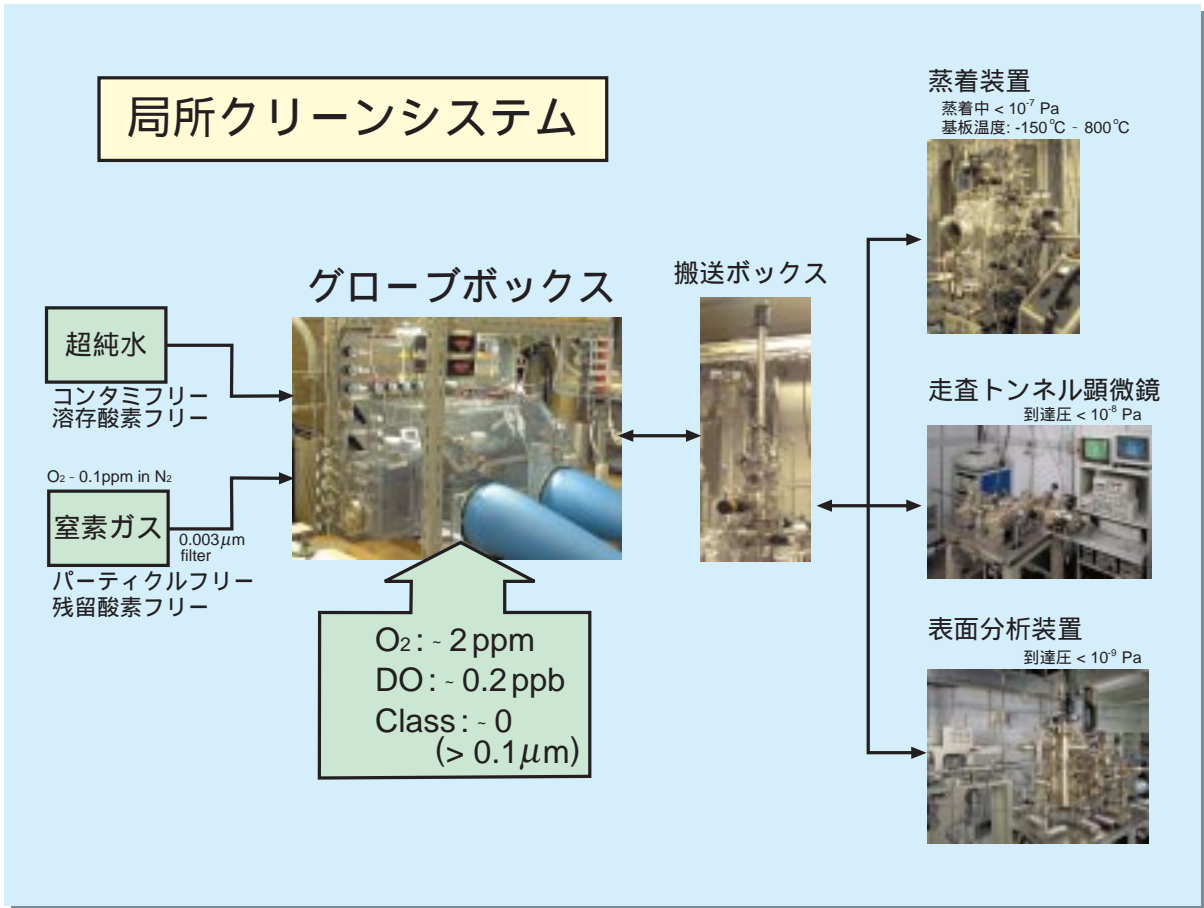 局所クリーンシステム
蒸着装置
蒸着中 < 10⁻⁷ Pa
基板温度: -150℃ - 800℃
グローブボックス
搬送ボックス
超純水
コンタミフリー
溶存酸素フリー
走査トンネル顕微鏡
到達圧 < 10⁻⁸ Pa
O₂ ~ 0.1ppm in N₂
窒素ガス
0.003μm
filter
パーティクルフリー
残留酸素フリー
O₂ : ~ 2 ppm
DO : ~ 0.2 ppb
Class : ~ 0
(> 0.1μm)
表面分析装置
到達圧 < 10⁻⁹ Pa